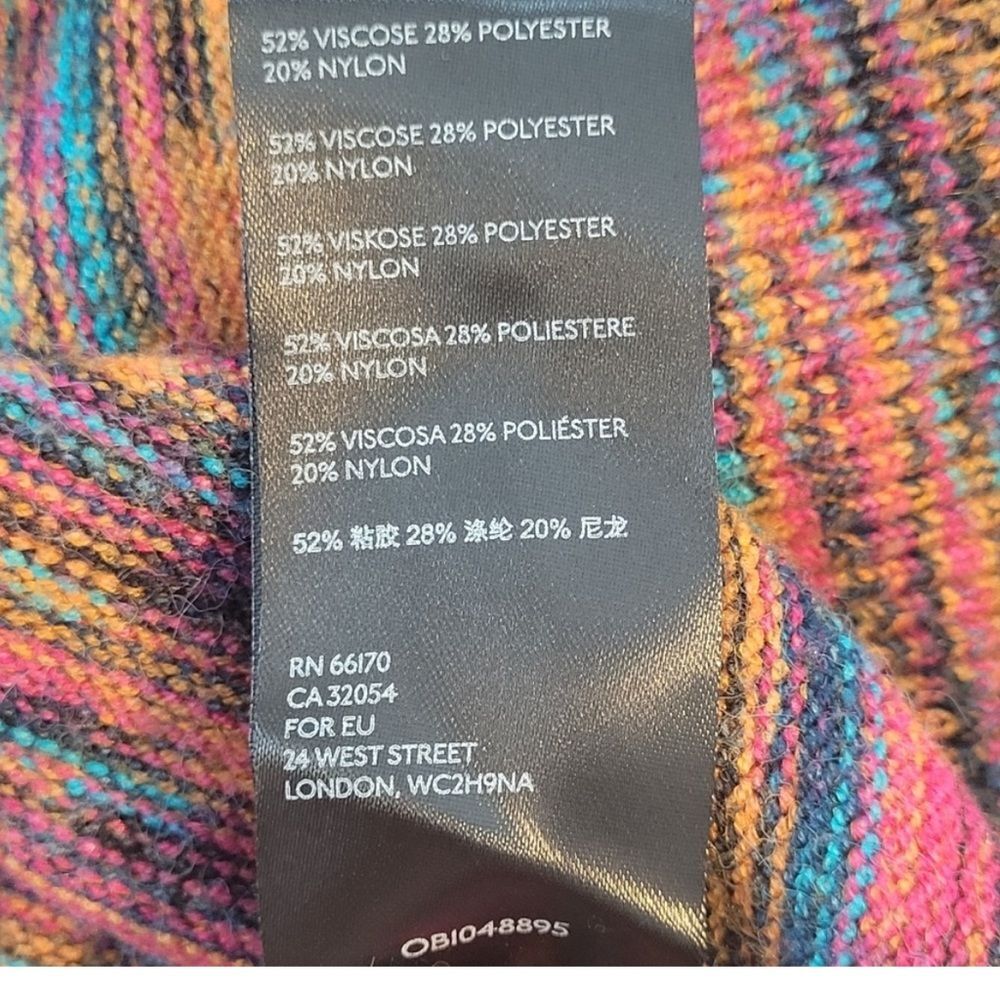 52% VISCOSE 28% POLYESTER
20% NYLON
52% VISCOSE 28% POLYESTER
20% NYLON
52% VISKOSE 28% POLYESTER
20% NYLON
52% VISCOSA 28% POLIESTERE
20% NYLON
52% VISCOSA 28% POLIÉSTER
20% NYLON
52% 粘胶 28% 涤纶 20% 尼龙
RN 66170
CA 32054
FOR EU
24 WEST STREET
LONDON, WC2H9NA
OB1048895